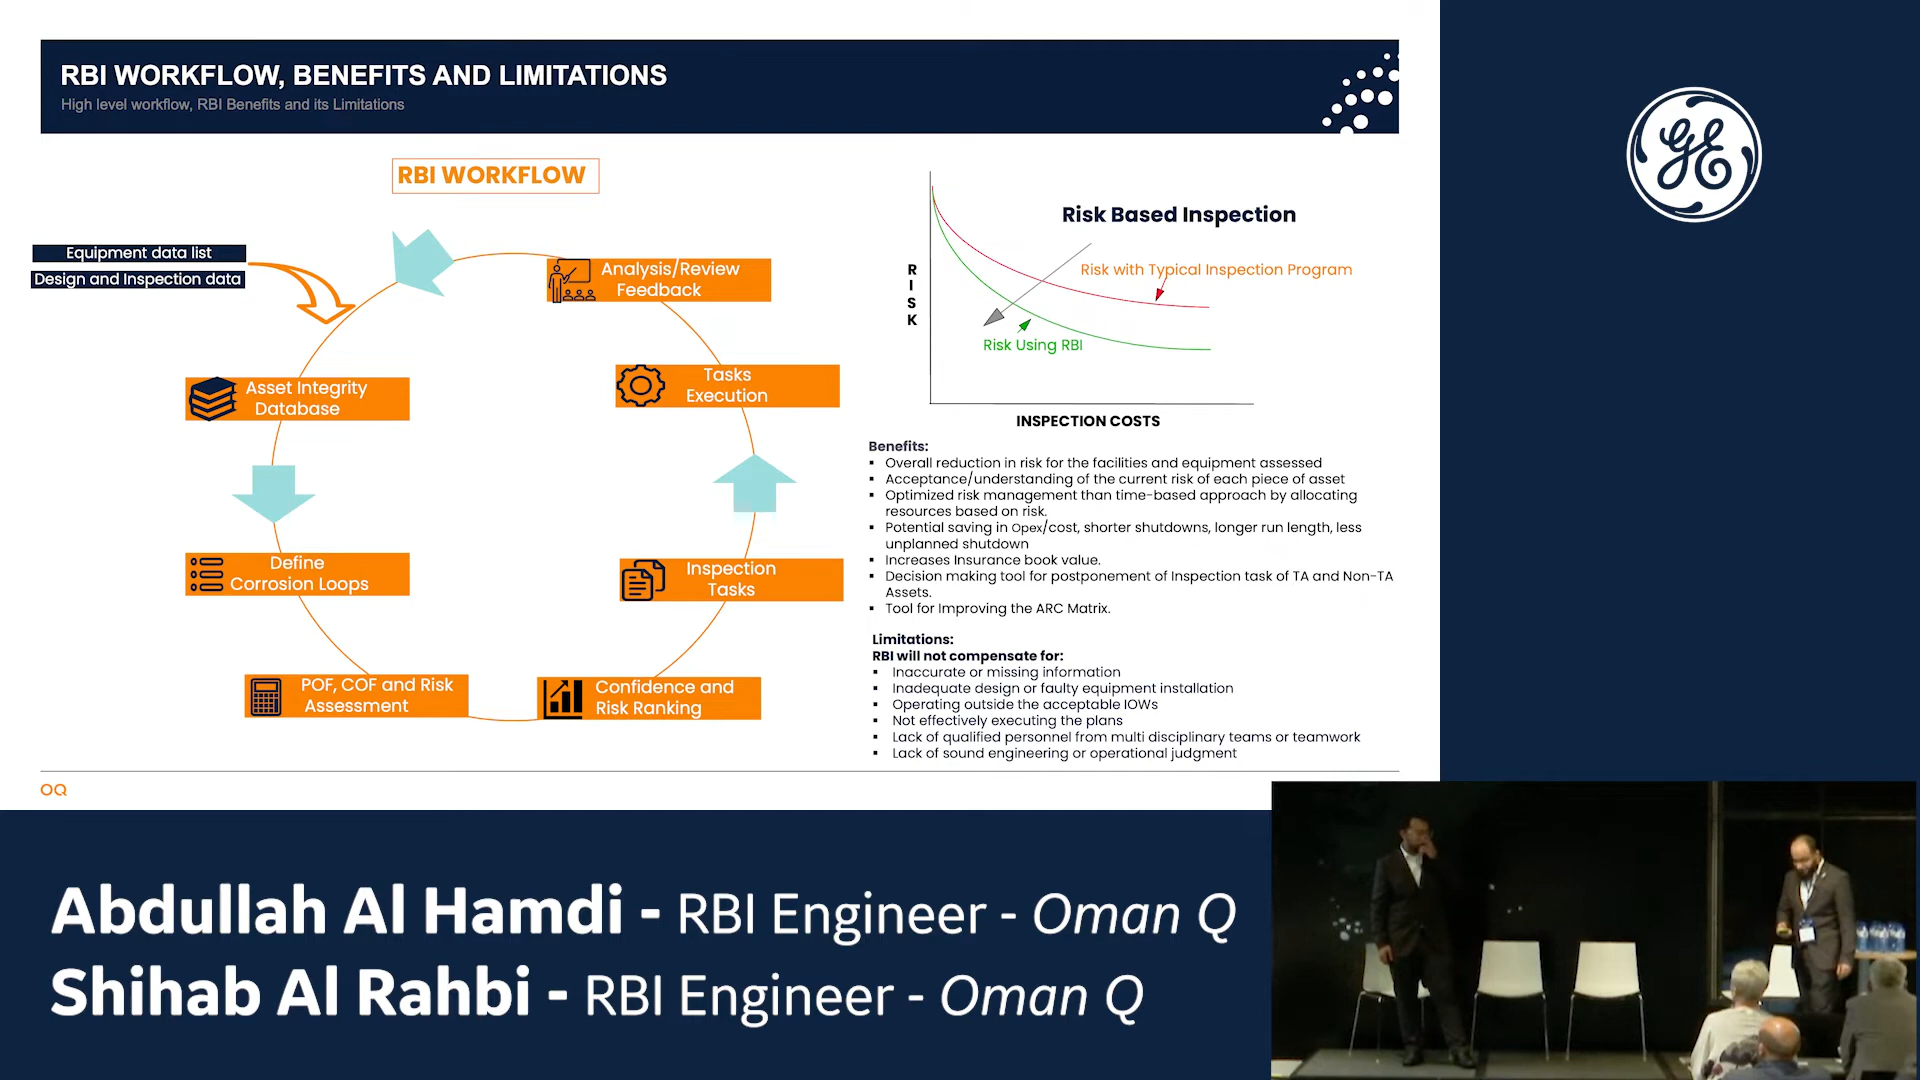 RBI WORKFLOW, BENEFITS AND LIMITATIONS
High level workflow, RBI Benefits and its Limitations
RBI WORKFLOW
Equipment data list
Design and Inspection data
Analysis/Review
Feedback
Tasks
Execution
Asset Integrity
Database
Define
Corrosion Loops
Inspection
Tasks
POF, COF and Risk
Assessment
Confidence and
Risk Ranking
Risk Based Inspection
Risk with Typical Inspection Program
R
I
S
K
Risk Using RBI
INSPECTION COSTS
Benefits:
▪ Overall reduction in risk for the facilities and equipment assessed
▪ Acceptance/understanding of the current risk of each piece of asset
▪ Optimized risk management than time-based approach by allocating
resources based on risk.
▪ Potential saving in Opex/cost, shorter shutdowns, longer run length, less
unplanned shutdown
▪ Increases Insurance book value.
▪ Decision making tool for postponement of Inspection task of TA and Non-TA
Assets.
▪ Tool for Improving the ARC Matrix.
Limitations:
RBI will not compensate for:
▪ Inaccurate or missing information
▪ Inadequate design or faulty equipment installation
▪ Operating outside the acceptable IOWs
▪ Not effectively executing the plans
▪ Lack of qualified personnel from multi disciplinary teams or teamwork
▪ Lack of sound engineering or operational judgment
OQ
GE
Abdullah Al Hamdi - RBI Engineer - Oman Q
Shihab Al Rahbi - RBI Engineer - Oman Q